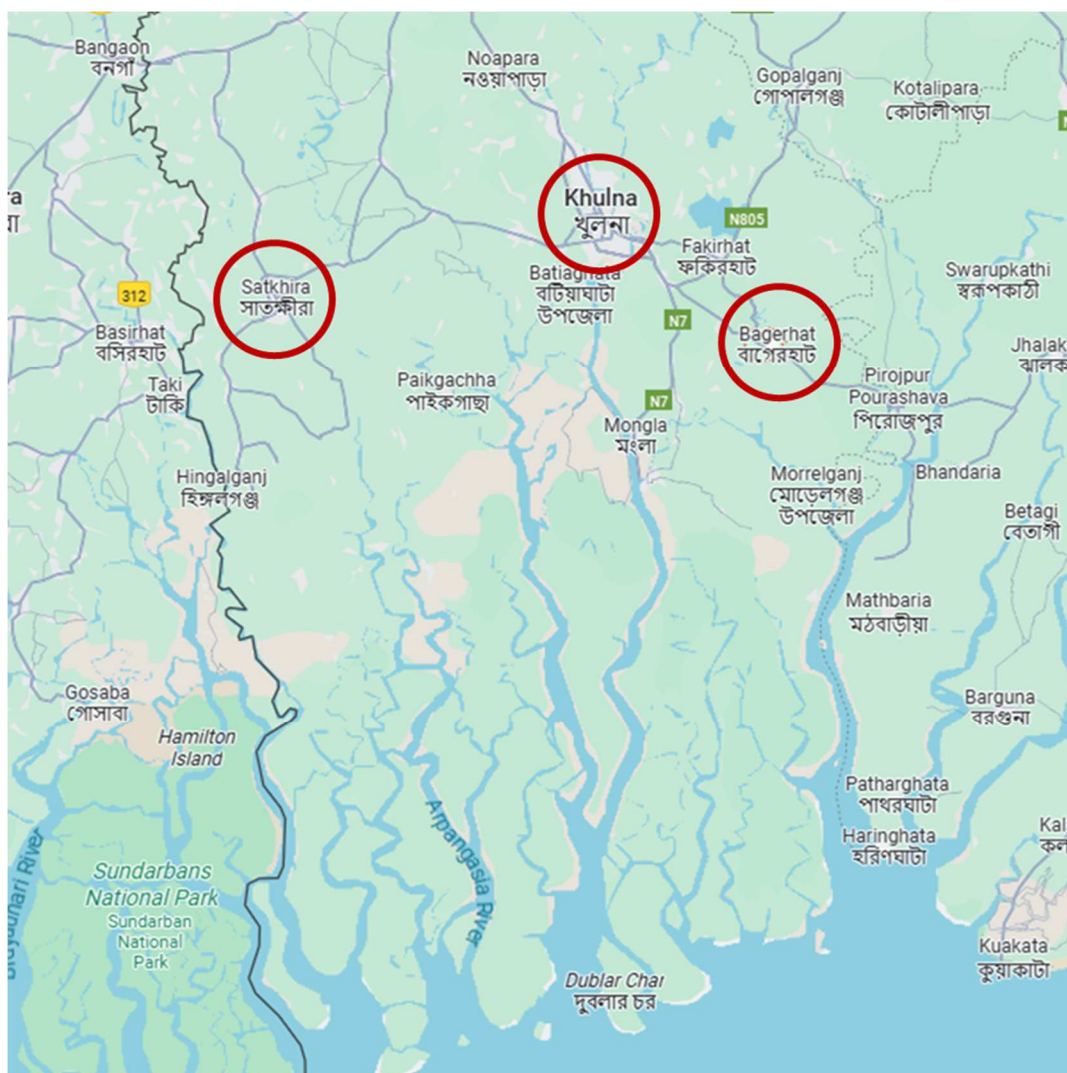 Bangaon
বনগাঁ
Noapara
নওয়াপাড়া
Gopalganj
গোপালগঞ্জ
Kotalipara
কোটালীপাড়া
Khulna
খুলনা
N805
Fakirhat
ফকিরহাট
Swarupkathi
স্বরূপকাঠী
Satkhira
সাতক্ষীরা
Batiaghata
বটিয়াঘাটা
উপজেলা
312
N7
Basirhat
বসিরহাট
Bagerhat
বাগেরহাট
Jhalak
ঝালক
Taki
টাকি
Paikgachha
পাইকগাছা
Pirojpur
Pourashava
পিরোজপুর
N7
Mongla
মংলা
Hingalganj
হিঙ্গলগঞ্জ
Morrelganj
মোড়েলগঞ্জ
উপজেলা
Bhandaria
Betagi
বেতাগী
Mathbaria
মঠবাড়ীয়া
Gosaba
গোসাবা
Barguna
বরগুনা
Hamilton
Island
Patharghata
পাথরঘাটা
Haringhata
হরিণঘাটা
Arpangasia River
Sundarbans
National Park
Sundarban
National
Park
Kuakata
কুয়াকাটা
Dublar Char
দুবলার চর